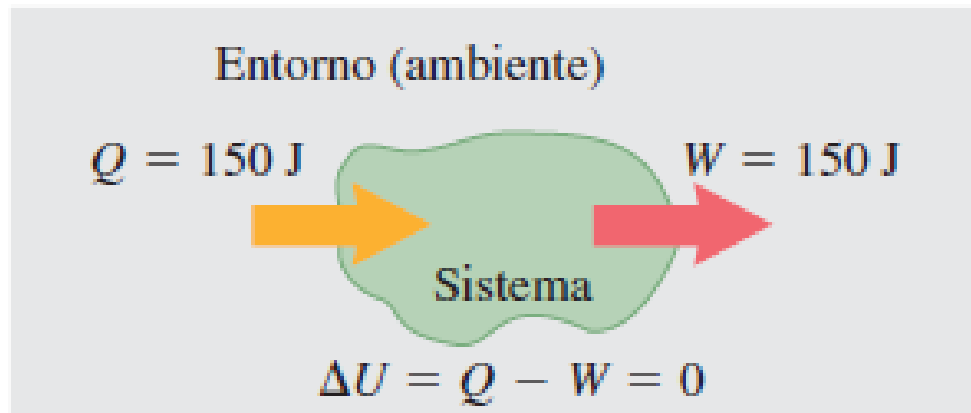 Entorno (ambiente)
Q = 150 J
W = 150 J
Sistema
ΔU = Q − W = 0